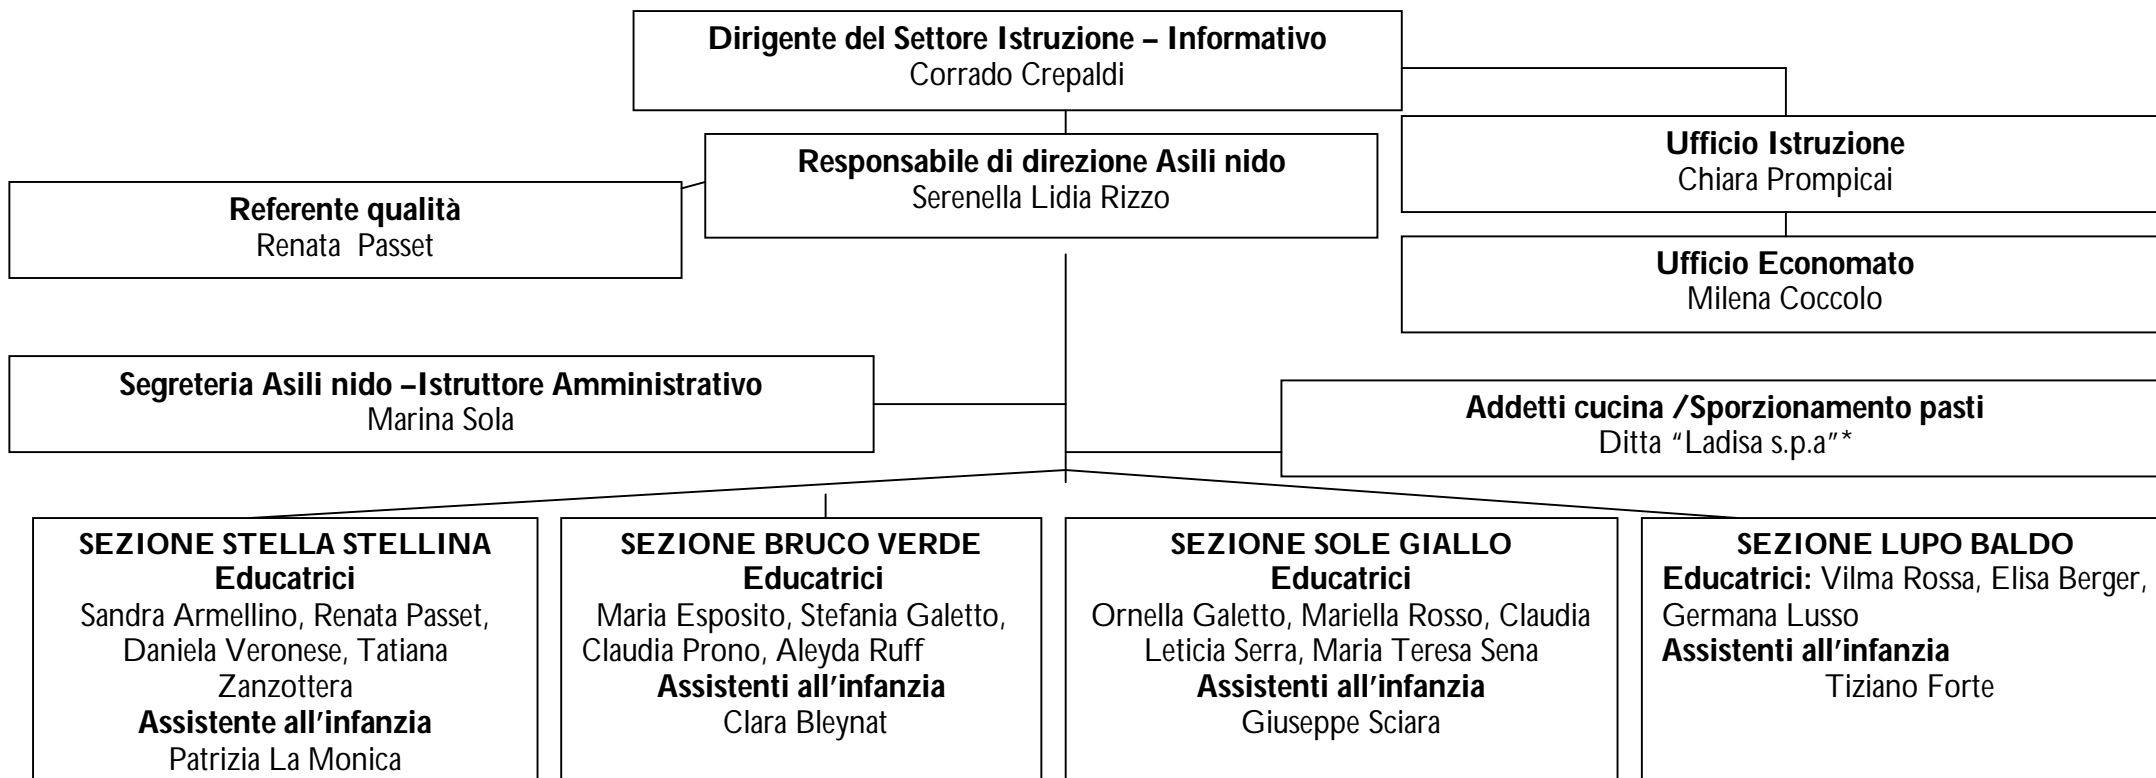 Dirigente del Settore Istruzione – Informativo
Corrado Crepaldi
Responsabile di direzione Asili nido
Serenella Lidia Rizzo
Ufficio Istruzione
Chiara Prompicai
Referente qualità
Renata  Passet
Ufficio Economato
Milena Coccolo
Segreteria Asili nido –Istruttore Amministrativo
Marina Sola
Addetti cucina /Sporzionamento pasti
Ditta “Ladisa s.p.a”*
SEZIONE STELLA STELLINA
Educatrici
Sandra Armellino, Renata Passet,
Daniela Veronese, Tatiana
Zanzottera
Assistente all’infanzia
Patrizia La Monica
SEZIONE BRUCO VERDE
Educatrici
Maria Esposito, Stefania Galetto,
Claudia Prono, Aleyda Ruff
Assistenti all’infanzia
Clara Bleynat
SEZIONE SOLE GIALLO
Educatrici
Ornella Galetto, Mariella Rosso, Claudia
Leticia Serra, Maria Teresa Sena
Assistenti all’infanzia
Giuseppe Sciara
SEZIONE LUPO BALDO
Educatrici: Vilma Rossa, Elisa Berger,
Germana Lusso
Assistenti all’infanzia
Tiziano Forte